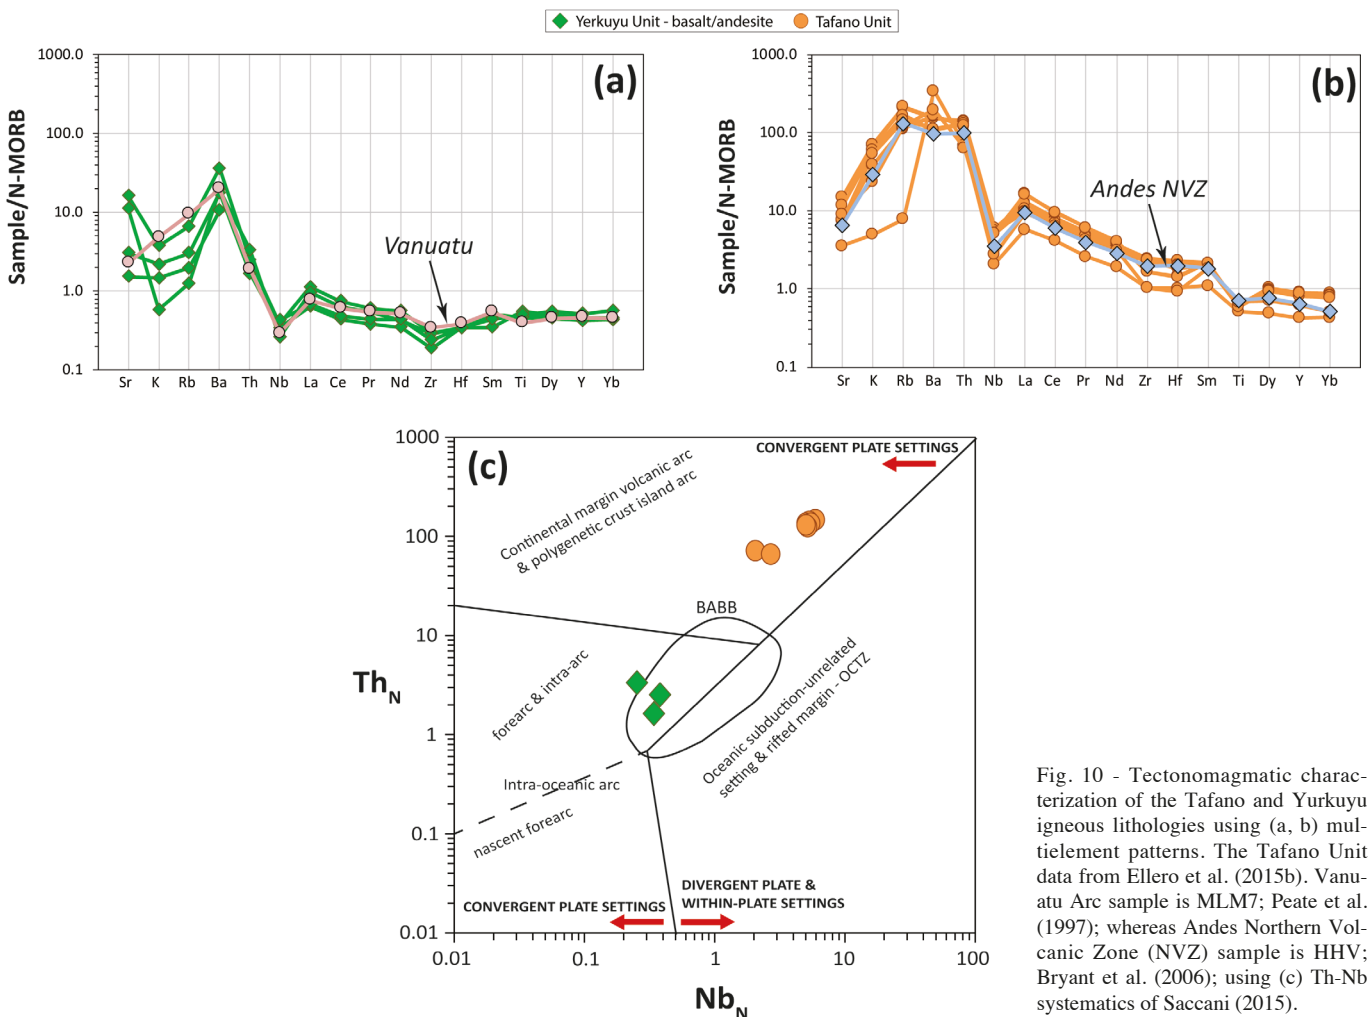 Yerkuyu Unit - basalt/andesite
Tafano Unit
(a)
Sample/N-MORB
1000.0
100.0
10.0
1.0
0.1
Vanuatu
Sr K Rb Ba Th Nb La Ce Pr Nd Zr Hf Sm Ti Dy Y Yb
(b)
Sample/N-MORB
1000.0
100.0
10.0
1.0
0.1
Andes NVZ
Sr K Rb Ba Th Nb La Ce Pr Nd Zr Hf Sm Ti Dy Y Yb
(c)
Th_N
1000
100
10
1
0.1
0.01
CONVERGENT PLATE SETTINGS
Continental margin volcanic arc
& polygenetic crust island arc
BABB
forearc & intra-arc
Oceanic subduction-unrelated
setting & rifted margin - OCTZ
Intra-oceanic arc
nascent forearc
CONVERGENT PLATE SETTINGS
DIVERGENT PLATE &
WITHIN-PLATE SETTINGS
0.01 0.1 1 10 100
Nb_N
Fig. 10 - Tectonomagmatic charac-
terization of the Tafano and Yurkuyu
igneous lithologies using (a, b) mul-
tielement patterns. The Tafano Unit
data from Ellero et al. (2015b). Vanu-
atu Arc sample is MLM7; Peate et al.
(1997); whereas Andes Northern Vol-
canic Zone (NVZ) sample is HHV;
Bryant et al. (2006); using (c) Th-Nb
systematics of Saccani (2015).